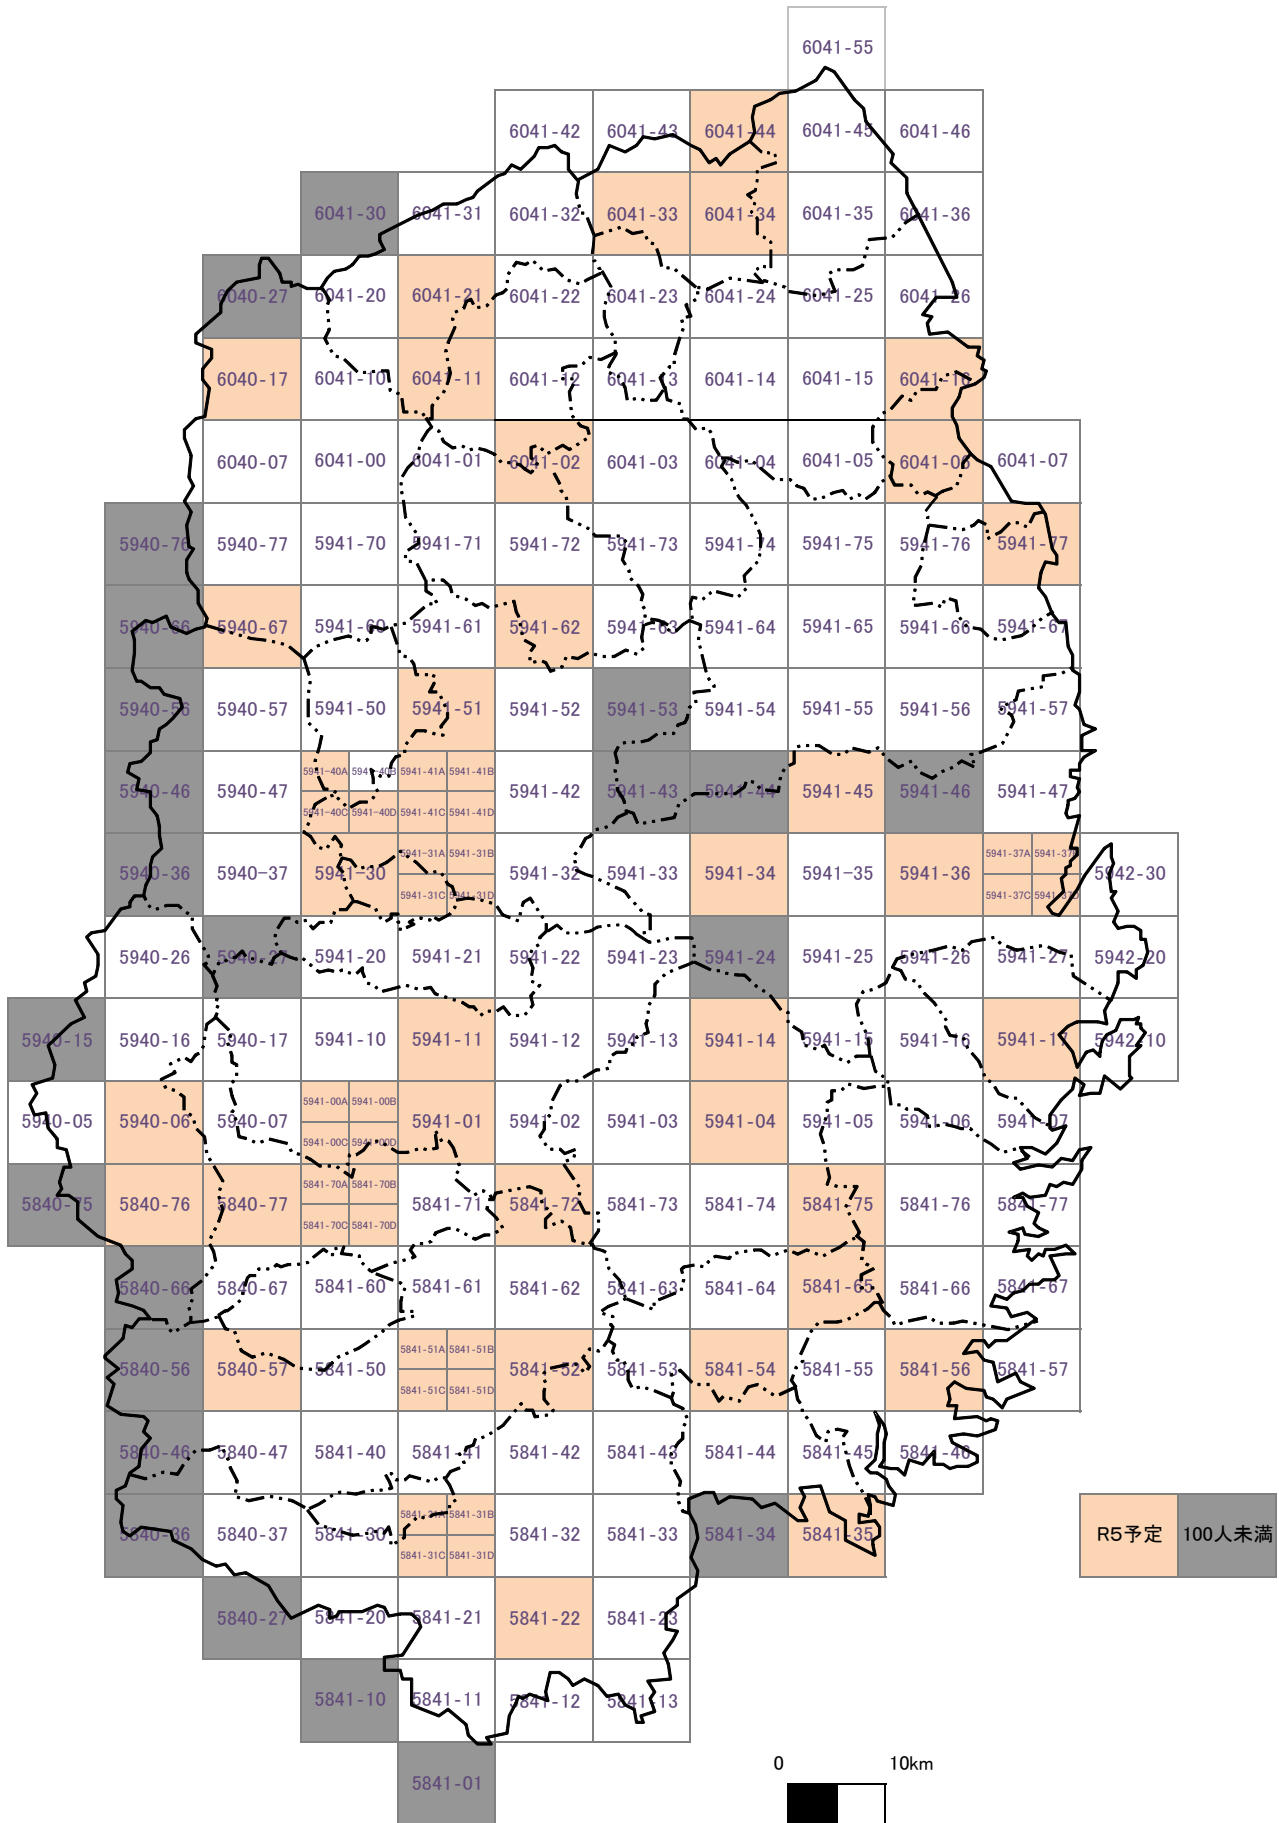 6041-55
6041-42 6041-43 6041-44 6041-45 6041-46
6041-30 6041-31 6041-32 6041-33 6041-34 6041-35 6041-36
6040-27 6041-20 6041-21 6041-22 6041-23 6041-24 6041-25 6041-26
6040-17 6041-10 6041-11 6041-12 6041-13 6041-14 6041-15 6041-16
6040-07 6041-00 6041-01 6041-02 6041-03 6041-04 6041-05 6041-06 6041-07
5940-76 5940-77 5941-70 5941-71 5941-72 5941-73 5941-74 5941-75 5941-76 5941-77
5940-66 5940-67 5941-60 5941-61 5941-62 5941-63 5941-64 5941-65 5941-66 5941-67
5940-56 5940-57 5941-50 5941-51 5941-52 5941-53 5941-54 5941-55 5941-56 5941-57
5941-40A 5941-40B 5941-41A 5941-41B
5940-46 5940-47 5941-42 5941-43 5941-44 5941-45 5941-46 5941-47
5941-40C 5941-40D 5941-41C 5941-41D
5941-31A 5941-31B 5941-37A 5941-37B
5940-36 5940-37 5941-30 5941-32 5941-33 5941-34 5941-35 5941-36 5942-30
5941-31C 5941-31D 5941-37C 5941-37D
5940-26 5940-27 5941-20 5941-21 5941-22 5941-23 5941-24 5941-25 5941-26 5941-27 5942-20
5940-15 5940-16 5940-17 5941-10 5941-11 5941-12 5941-13 5941-14 5941-15 5941-16 5941-17 5942-10
5941-00A 5941-00B
5940-05 5940-06 5940-07 5941-01 5941-02 5941-03 5941-04 5941-05 5941-06 5941-07
5941-00C 5941-00D
5841-70A 5841-70B
5840-75 5840-76 5840-77 5841-71 5841-72 5841-73 5841-74 5841-75 5841-76 5841-77
5841-70C 5841-70D
5840-66 5840-67 5841-60 5841-61 5841-62 5841-63 5841-64 5841-65 5841-66 5841-67
5841-51A 5841-51B
5840-56 5840-57 5841-50 5841-52 5841-53 5841-54 5841-55 5841-56 5841-57
5841-51C 5841-51D
5840-46 5840-47 5841-40 5841-41 5841-42 5841-43 5841-44 5841-45 5841-46
5841-31A 5841-31B
5840-36 5840-37 5841-30 5841-32 5841-33 5841-34 5841-35 R5予定 100人未満
5841-31C 5841-31D
5840-27 5841-20 5841-21 5841-22 5841-23
5841-10 5841-11 5841-12 5841-13
0 10km
5841-01